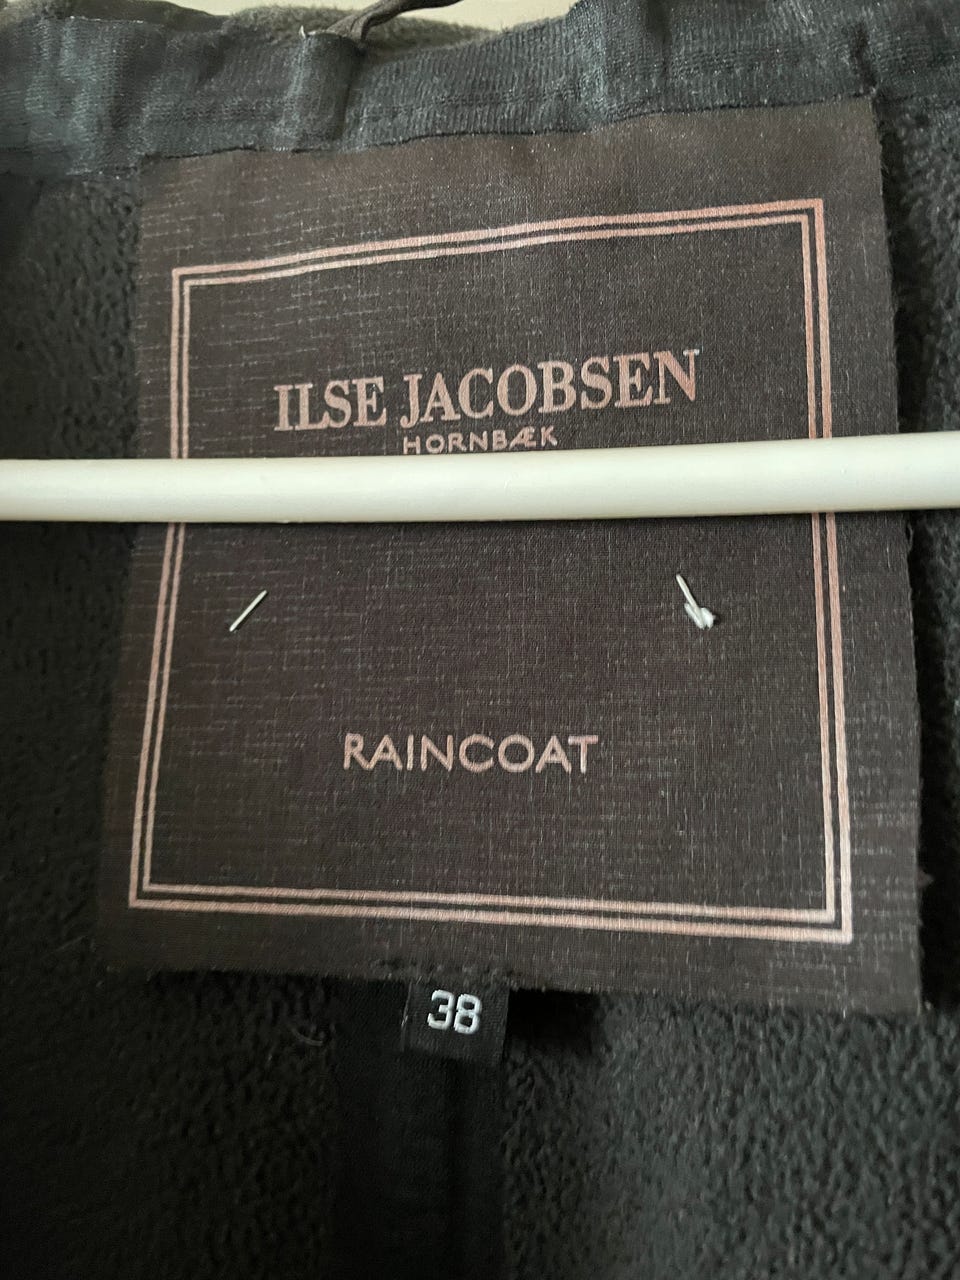 ILSE JACOBSEN
HORNBÆK
RAINCOAT
38